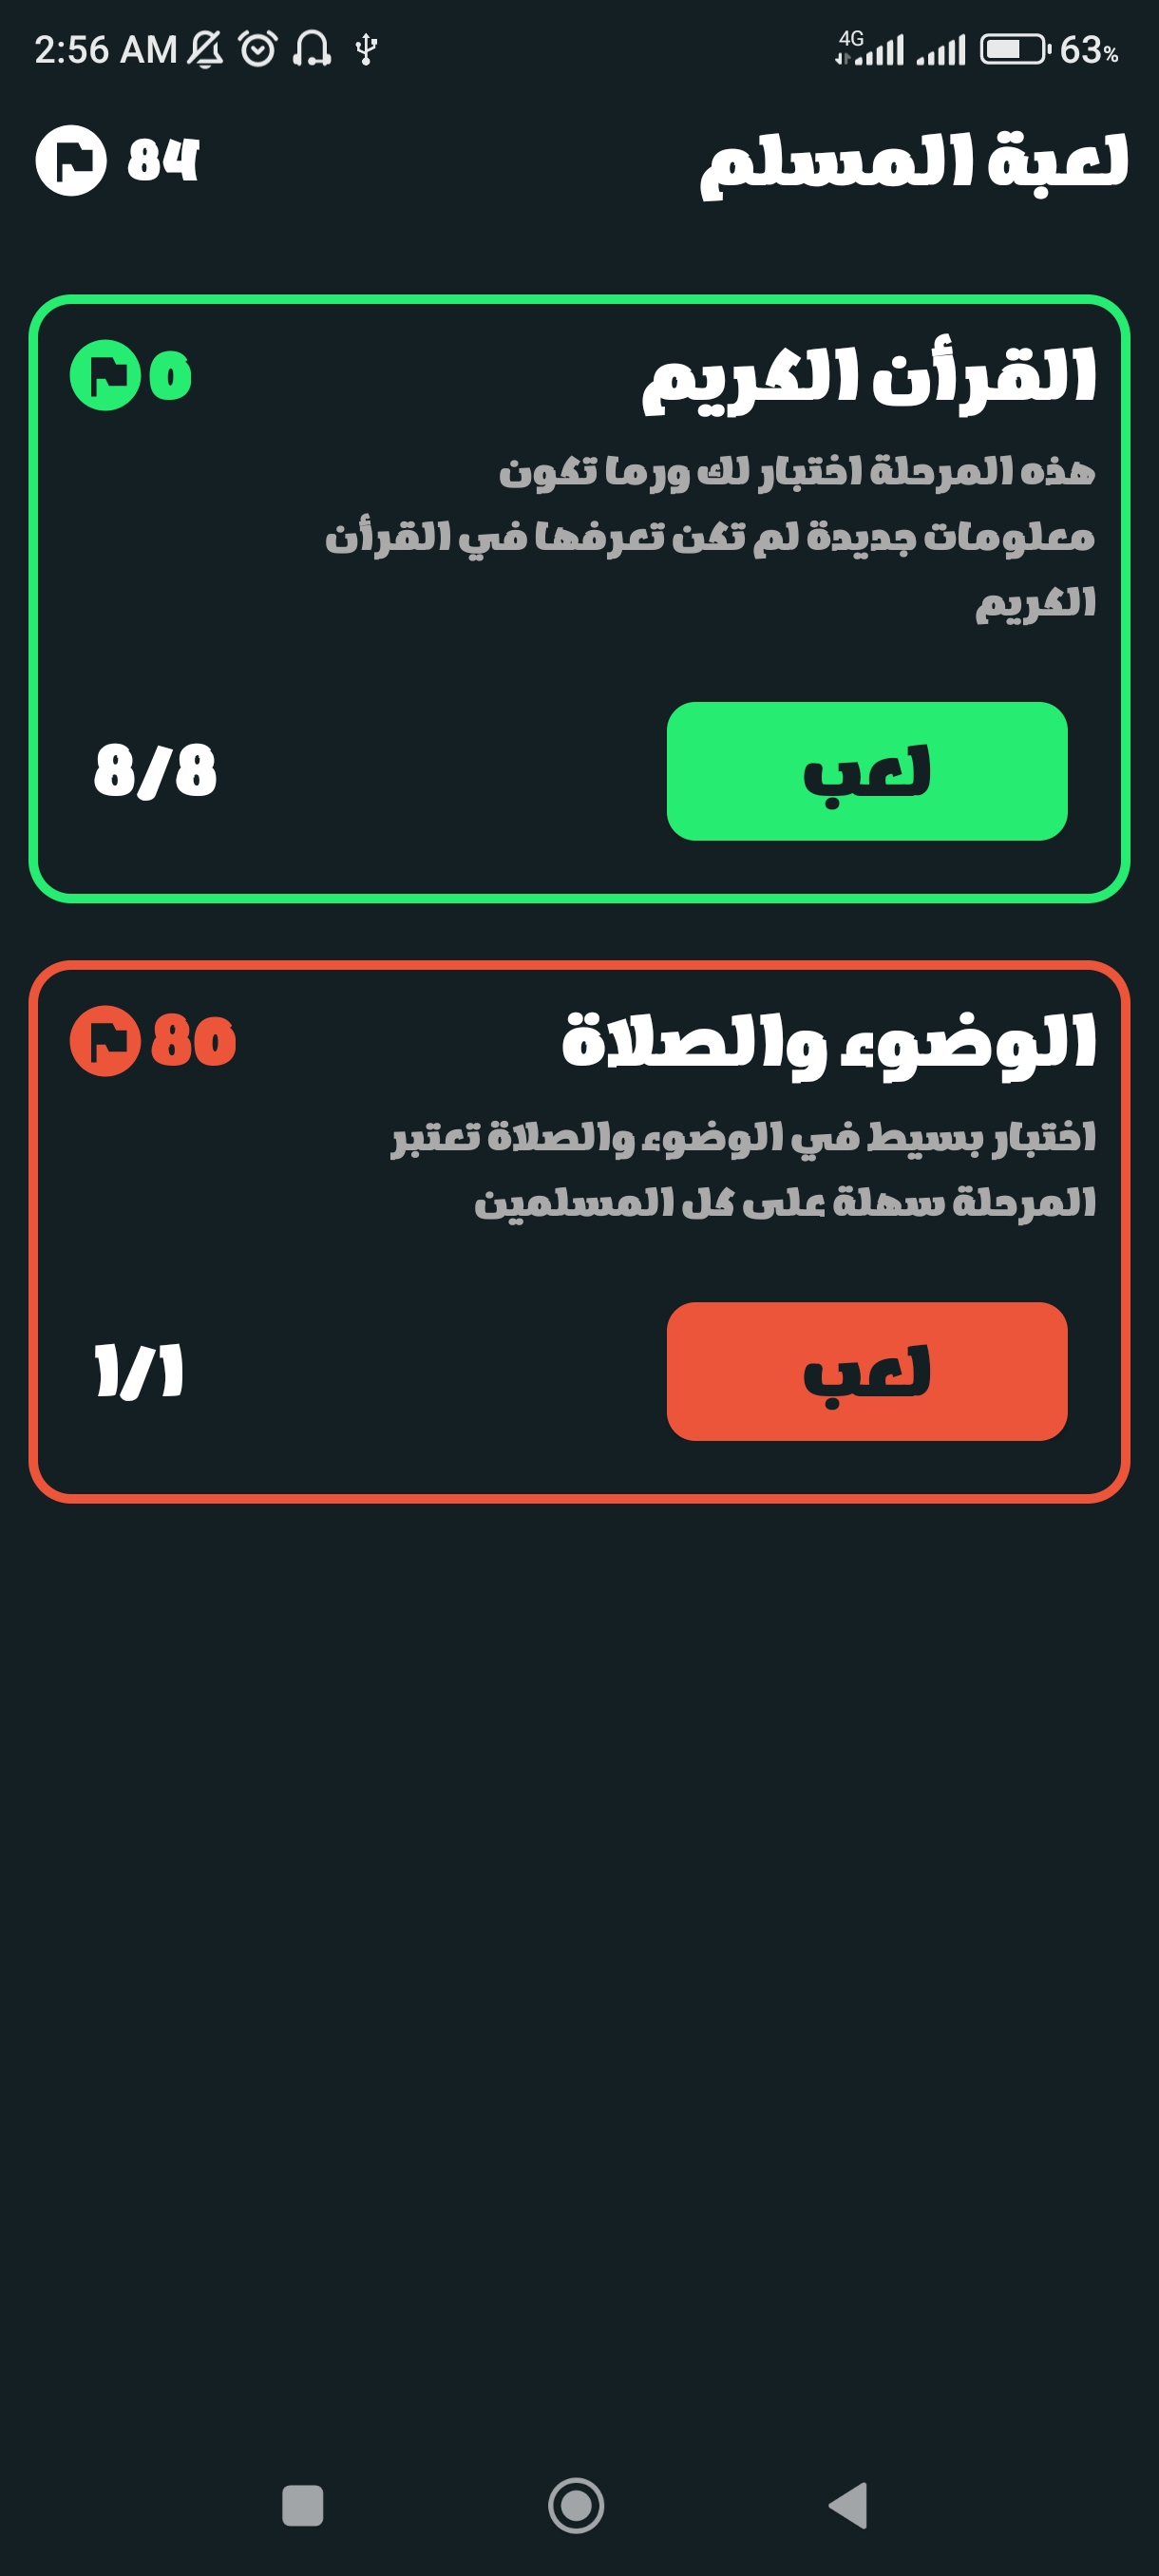 2:56 AM
4G
63%
لعبة المسلم
84
القرأن الكريم
0
هذه المرحلة اختبار لك ورما تكون
معلومات جديدة لم تكن تعرفها في القرأن
الكريم
لعب
8/8
الوضوء والصلاة
80
اختبار بسيط في الوضوء والصلاة تعتبر
المرحلة سهلة على كل المسلمين
لعب
1/1